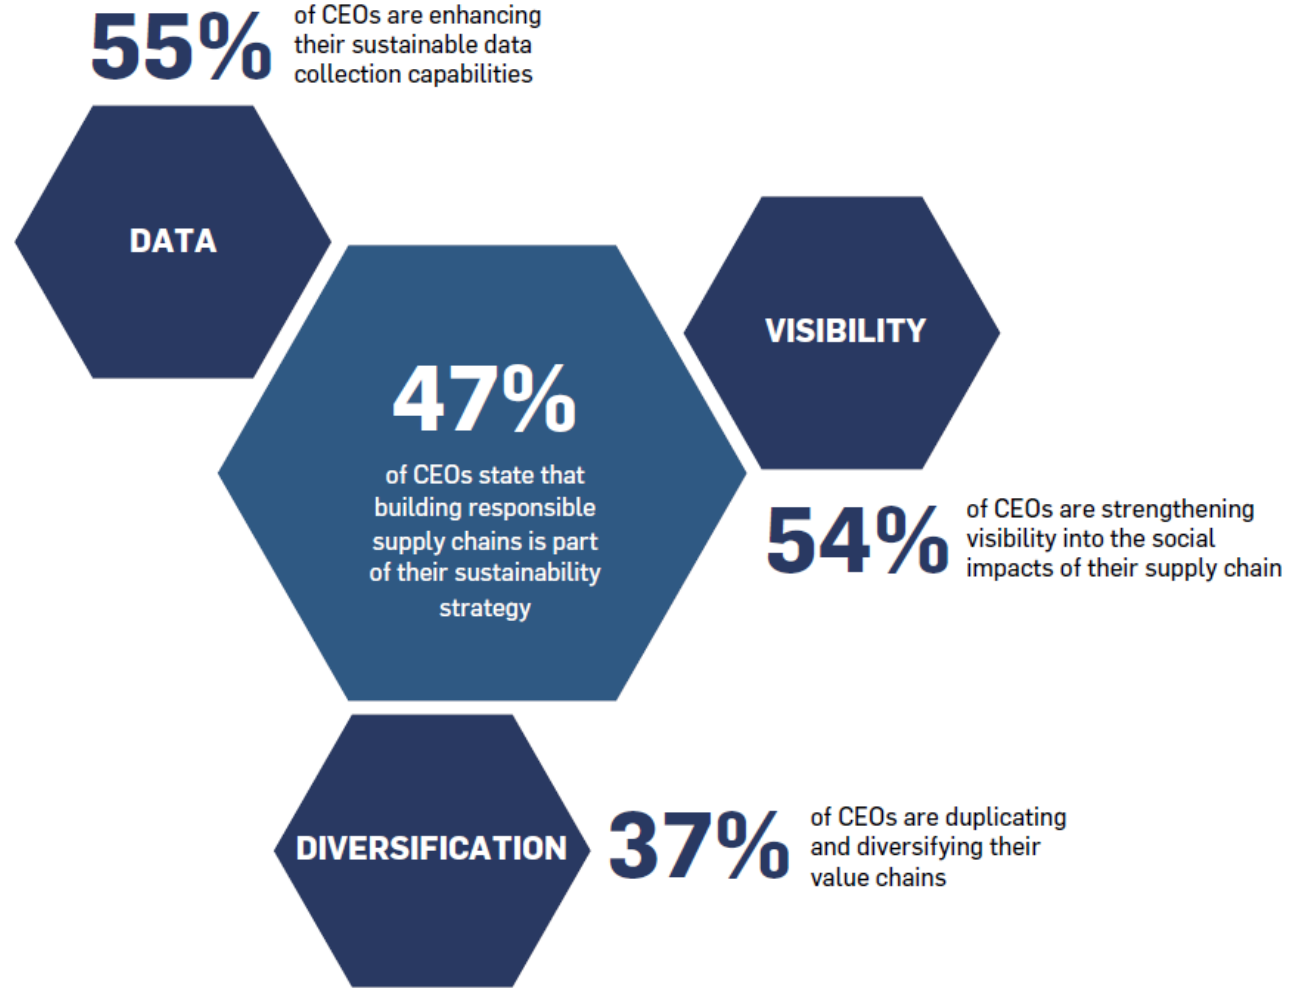 55%
of CEOs are enhancing
their sustainable data
collection capabilities
DATA
VISIBILITY
47%
of CEOs state that
building responsible
supply chains is part
of their sustainability
strategy
54%
of CEOs are strengthening
visibility into the social
impacts of their supply chain
DIVERSIFICATION
37%
of CEOs are duplicating
and diversifying their
value chains